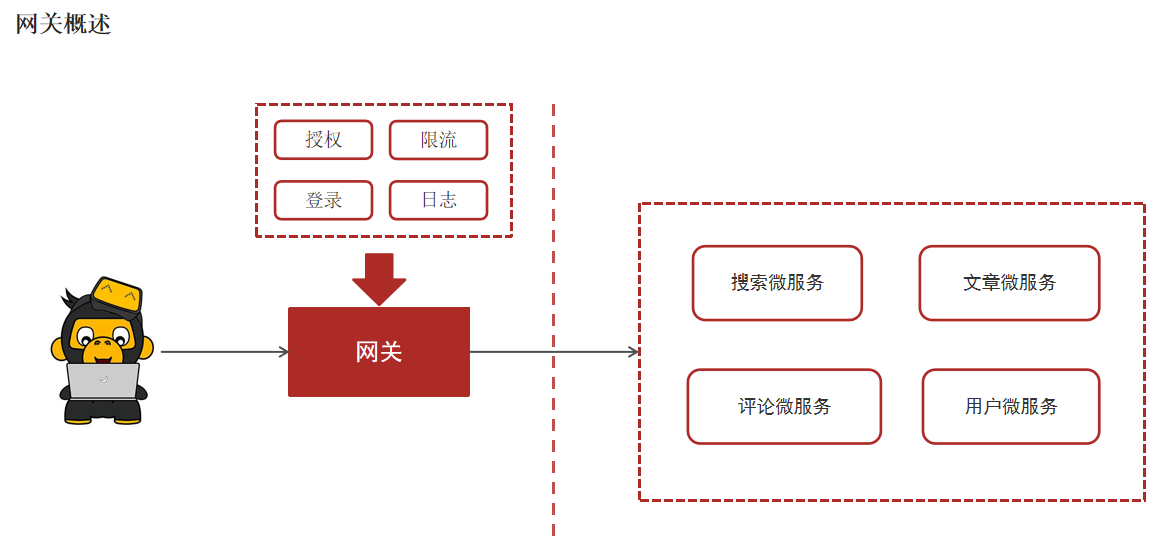 网关概述
授权
限流
登录
日志
网关
搜索微服务
文章微服务
评论微服务
用户微服务